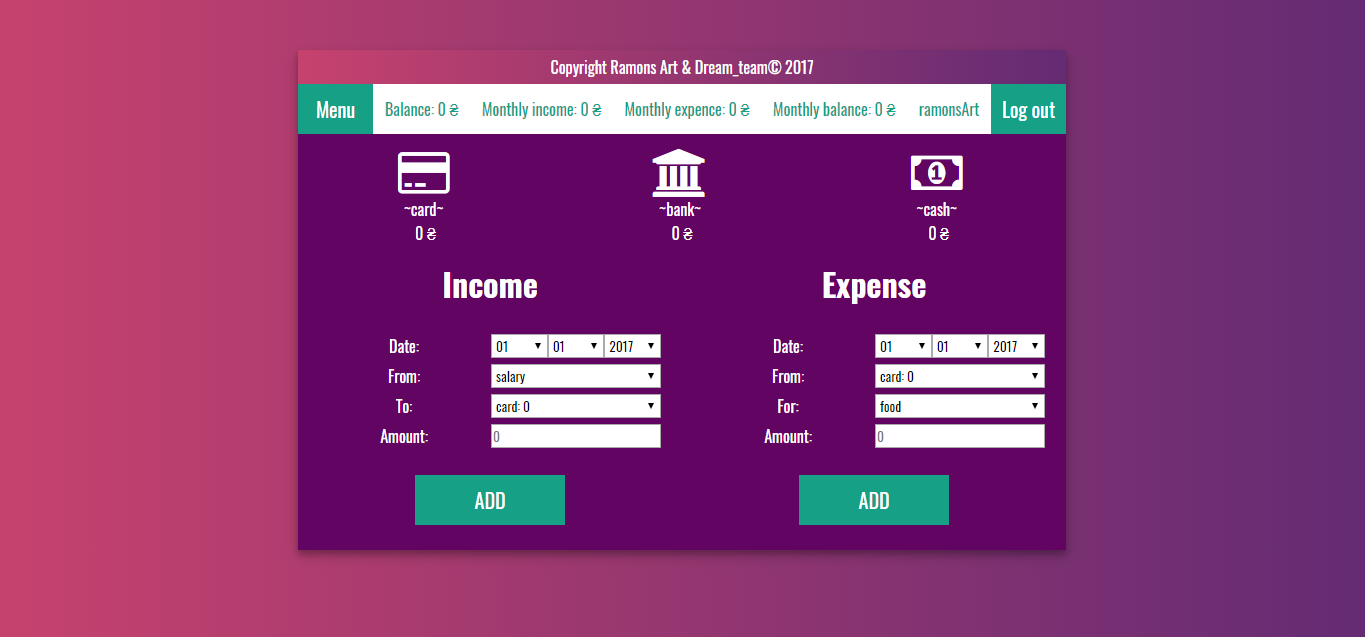 Copyright Ramons Art & Dream_team© 2017
Menu Balance: 0 ₴ Monthly income: 0 ₴ Monthly expence: 0 ₴ Monthly balance: 0 ₴ ramonsArt Log out
1
~card~ ~bank~ ~cash~
0 ₴ 0 ₴ 0 ₴
Income Expense
Date: 01 01 2017 Date: 01 01 2017
From: salary From: card: 0
To: card: 0 For: food
Amount: 0 Amount: 0
ADD ADD